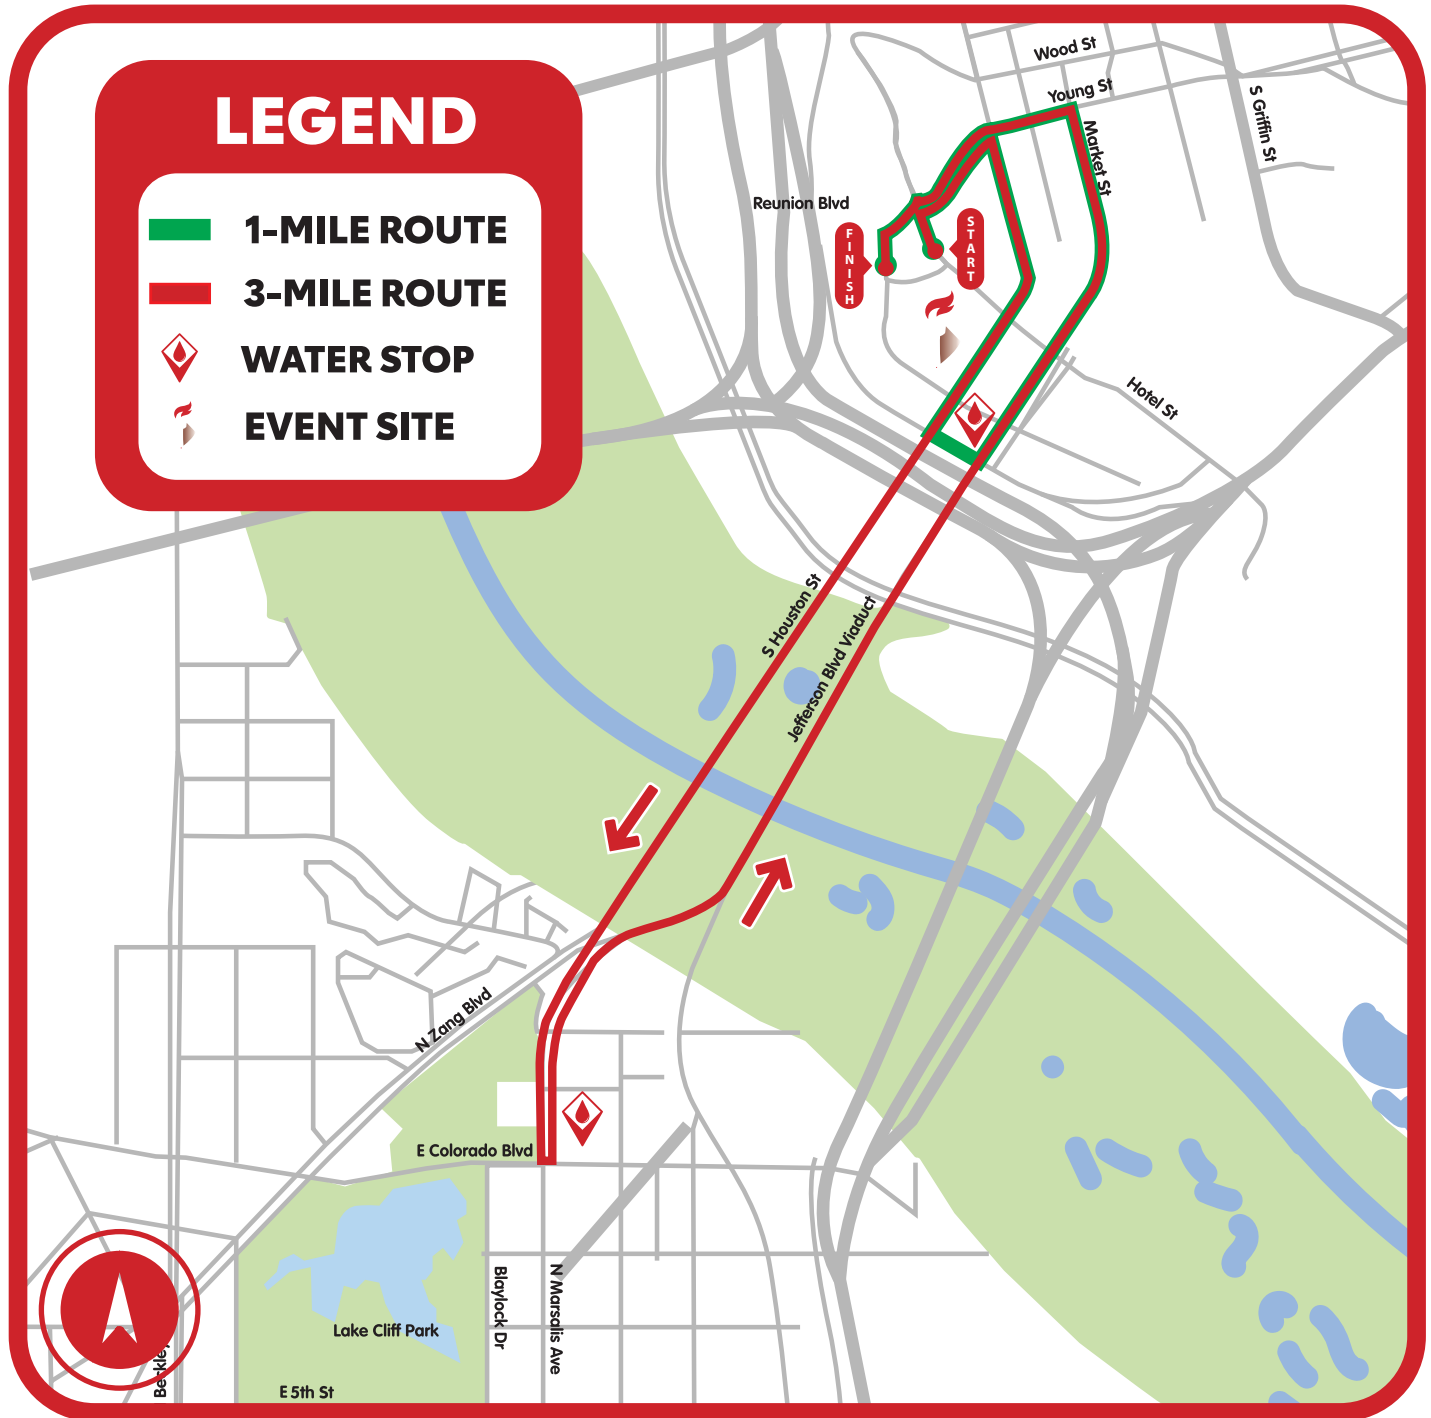 LEGEND
1-MILE ROUTE
3-MILE ROUTE
WATER STOP
EVENT SITE
Wood St
Young St
S Griffin St
Market St
Reunion Blvd
FINISH
START
Hotel St
S Houston St
Jefferson Blvd Viaduct
N Zang Blvd
E Colorado Blvd
Blaylock Dr
N Marsalis Ave
Lake Cliff Park
E 5th St